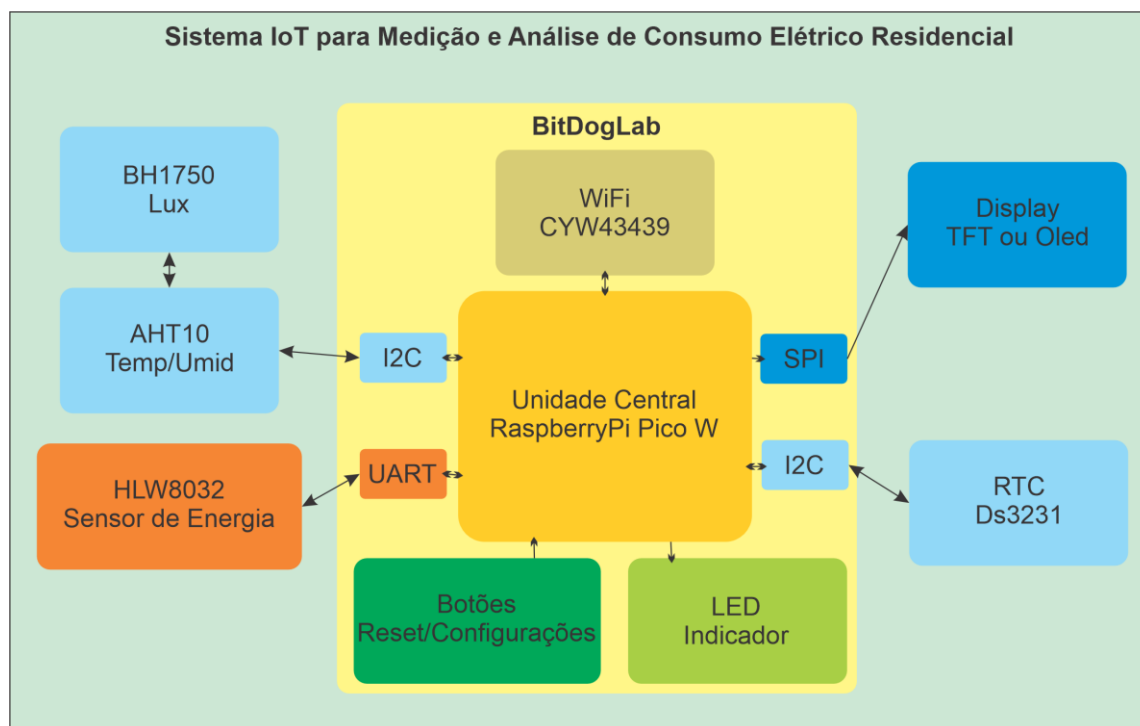 Sistema IoT para Medição e Análise de Consumo Elétrico Residencial
BitDogLab
BH1750
Lux
WiFi
CYW43439
Display
TFT ou Oled
AHT10
Temp/Umid
I2C
SPI
Unidade Central
RaspberryPi Pico W
UART
I2C
HLW8032
Sensor de Energia
RTC
Ds3231
Botões
Reset/Configurações
LED
Indicador